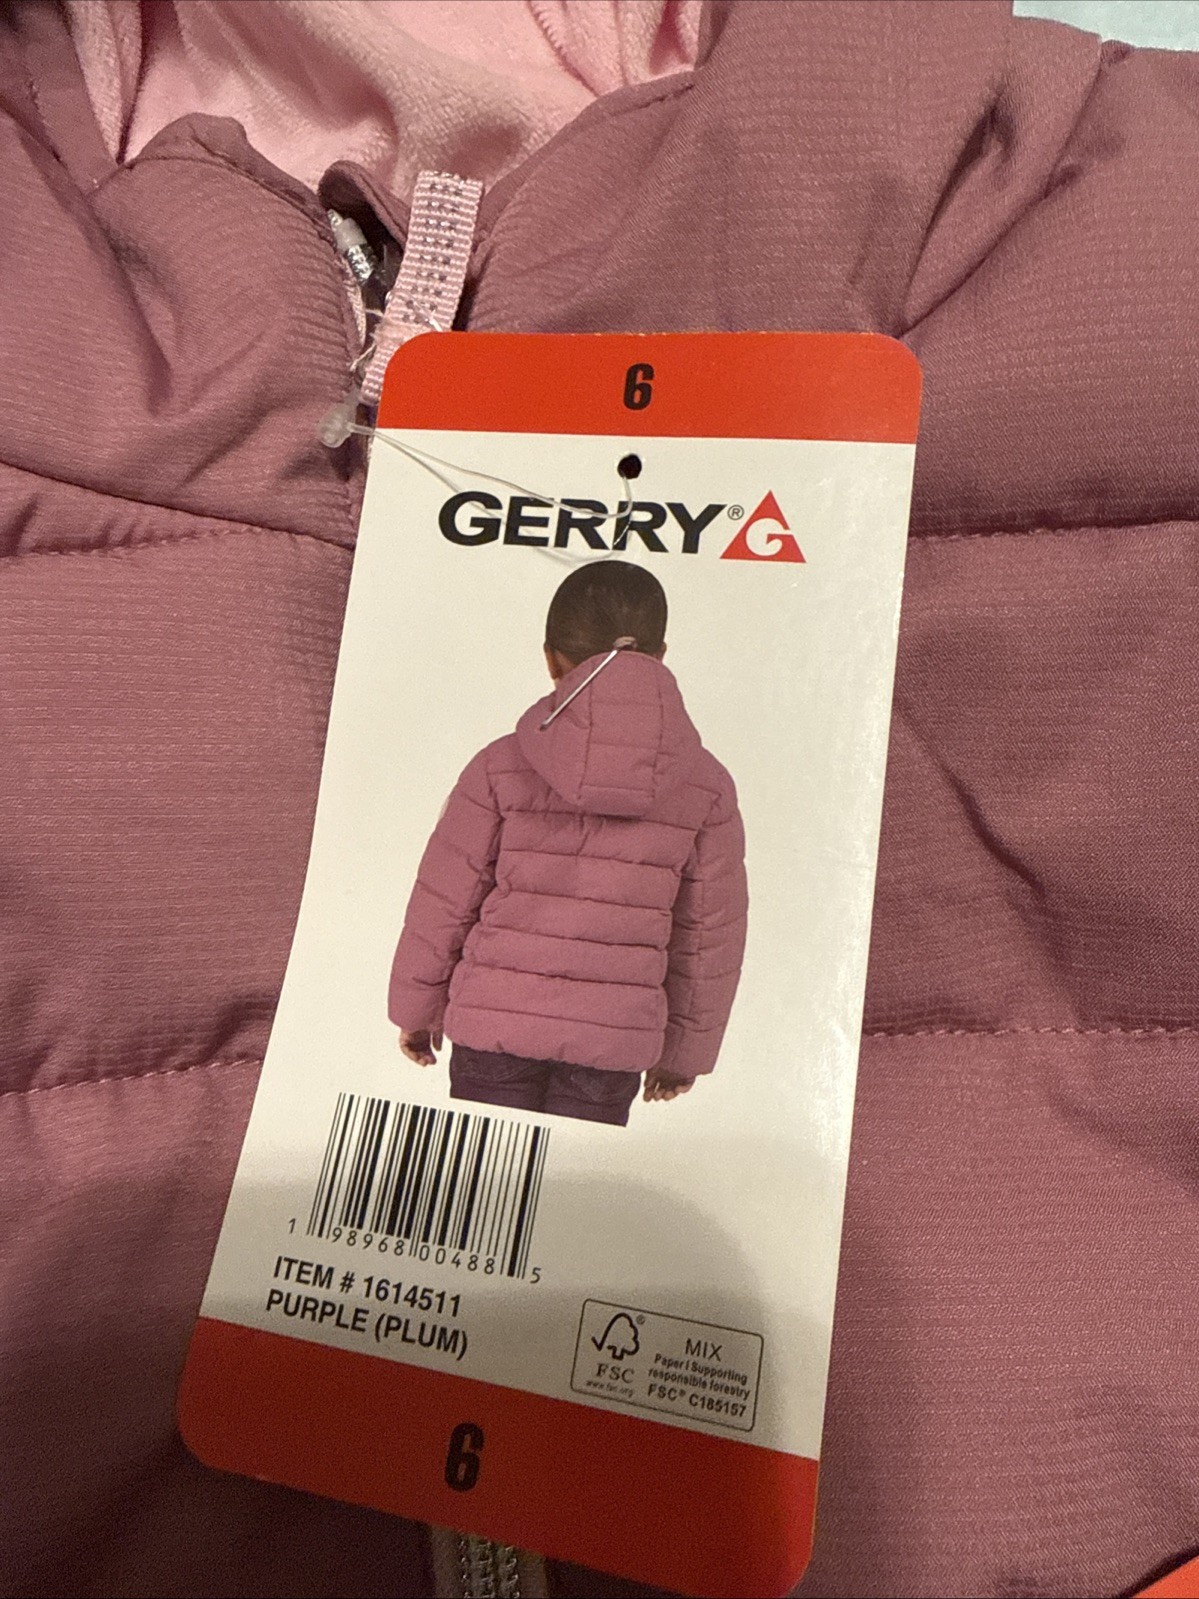 6
GERRY® G
1 98968 00488 5
ITEM # 1614511
PURPLE (PLUM)
®
FSC
www.fsc.org
MIX
Paper | Supporting
responsible forestry
FSC® C185157
6